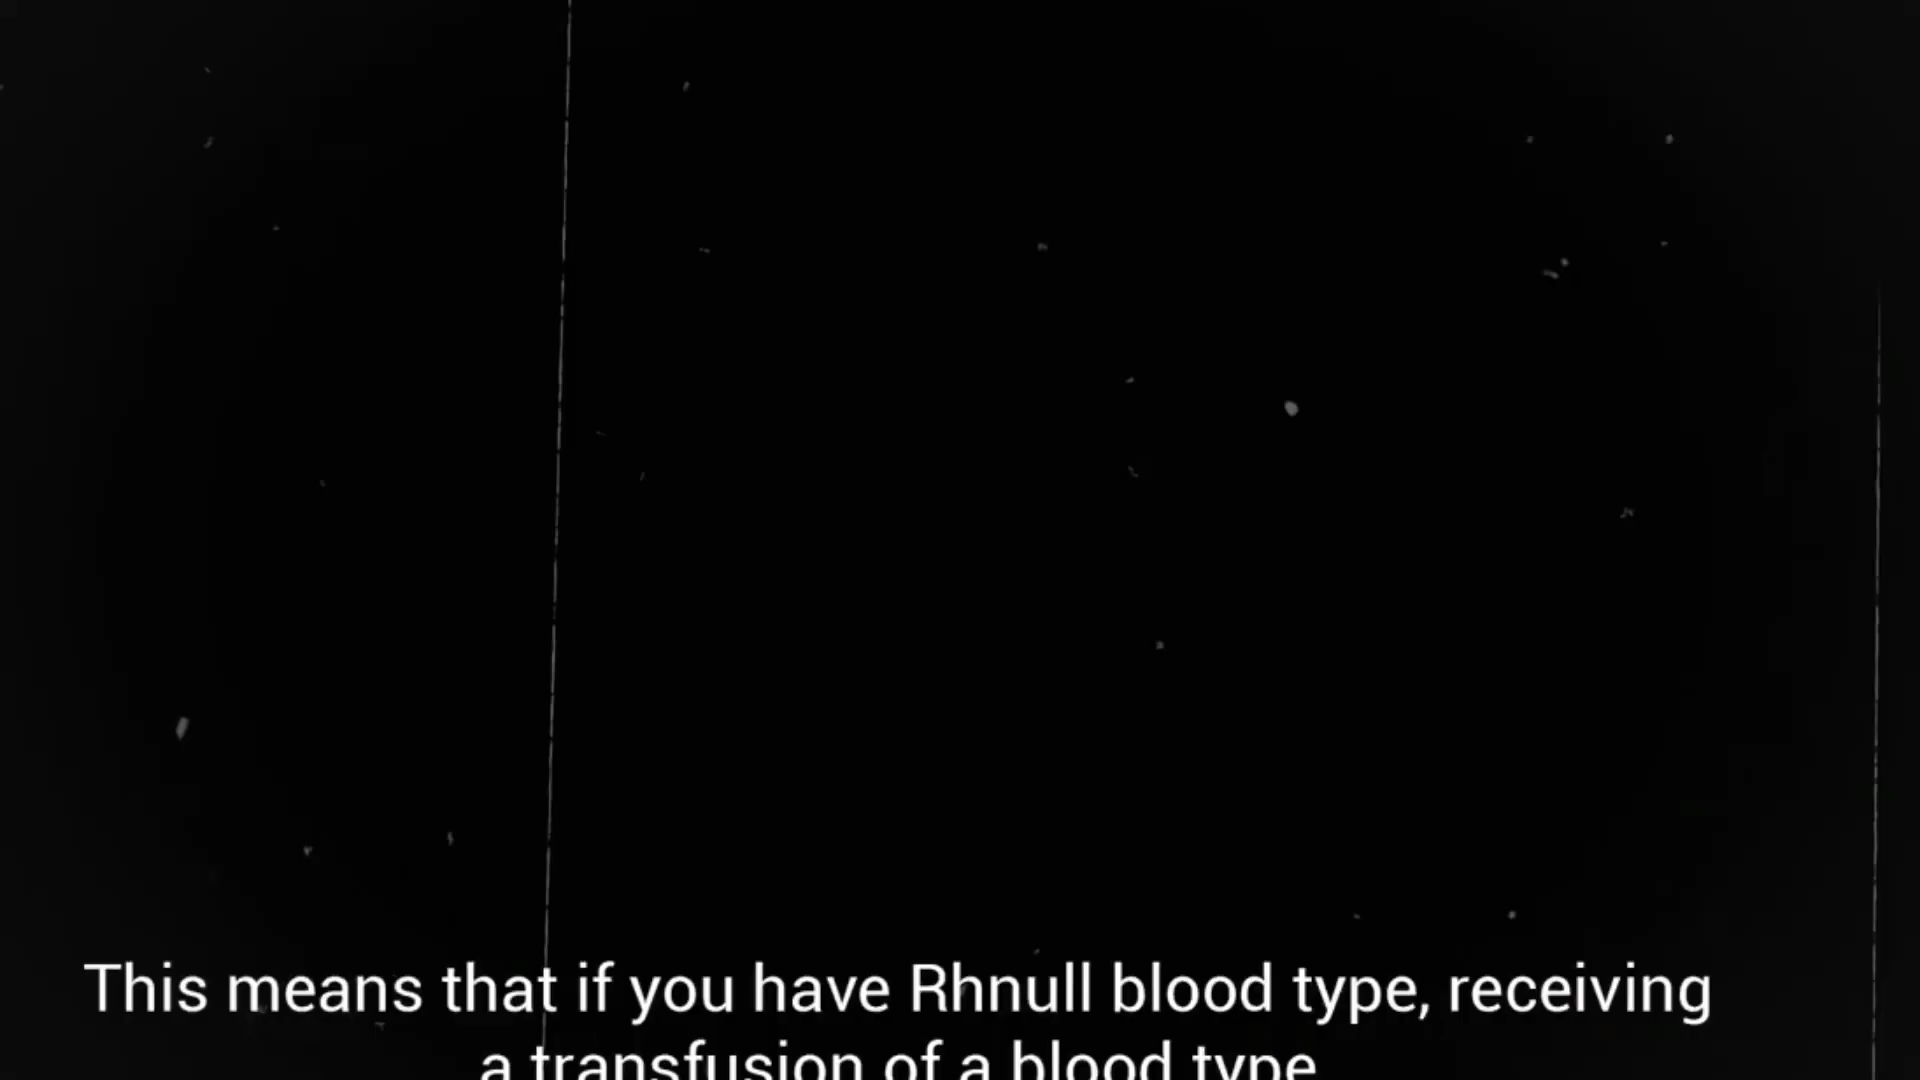 This means that if you have Rhnull blood type, receiving
a transfusion of a blood type